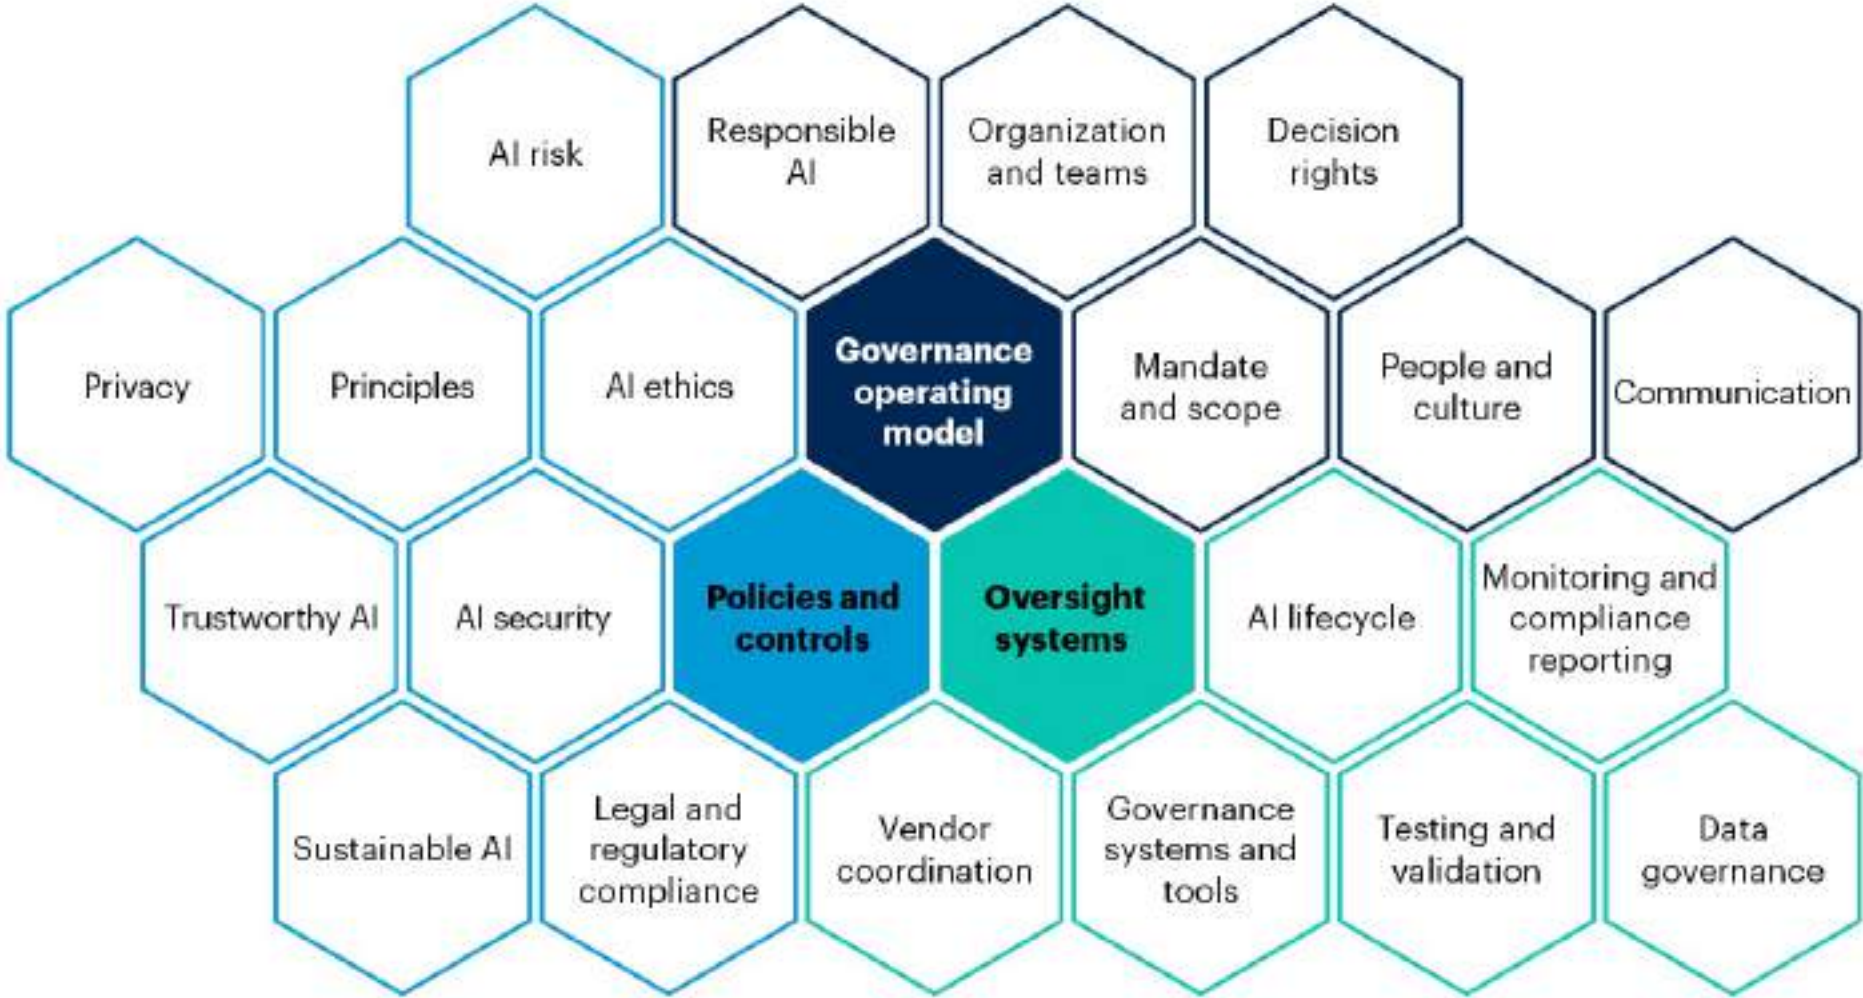 AI risk
Responsible
AI
Organization
and teams
Decision
rights
Privacy
Principles
AI ethics
Governance
operating
model
Mandate
and scope
People and
culture
Communication
Trustworthy AI
AI security
Policies and
controls
Oversight
systems
AI lifecycle
Monitoring and
compliance
reporting
Sustainable AI
Legal and
regulatory
compliance
Vendor
coordination
Governance
systems and
tools
Testing and
validation
Data
governance